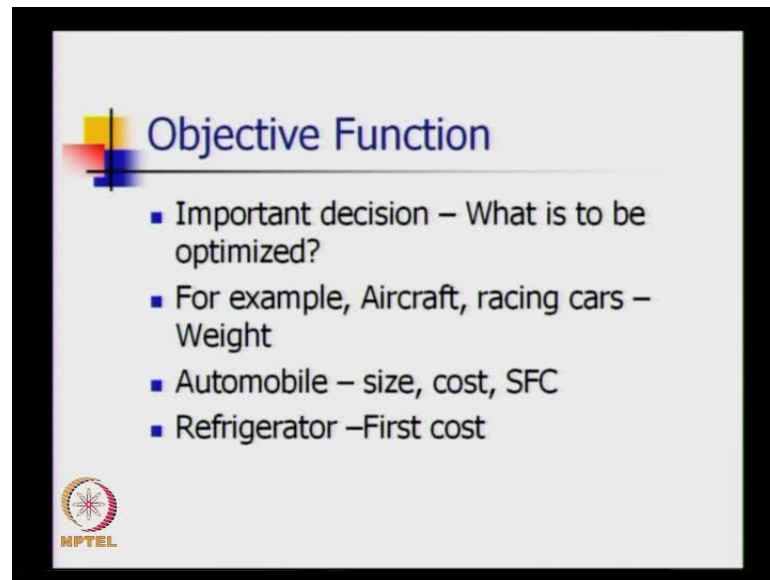 Objective Function
▪ Important decision – What is to be
optimized?
▪ For example, Aircraft, racing cars –
Weight
▪ Automobile – size, cost, SFC
▪ Refrigerator –First cost
NPTEL